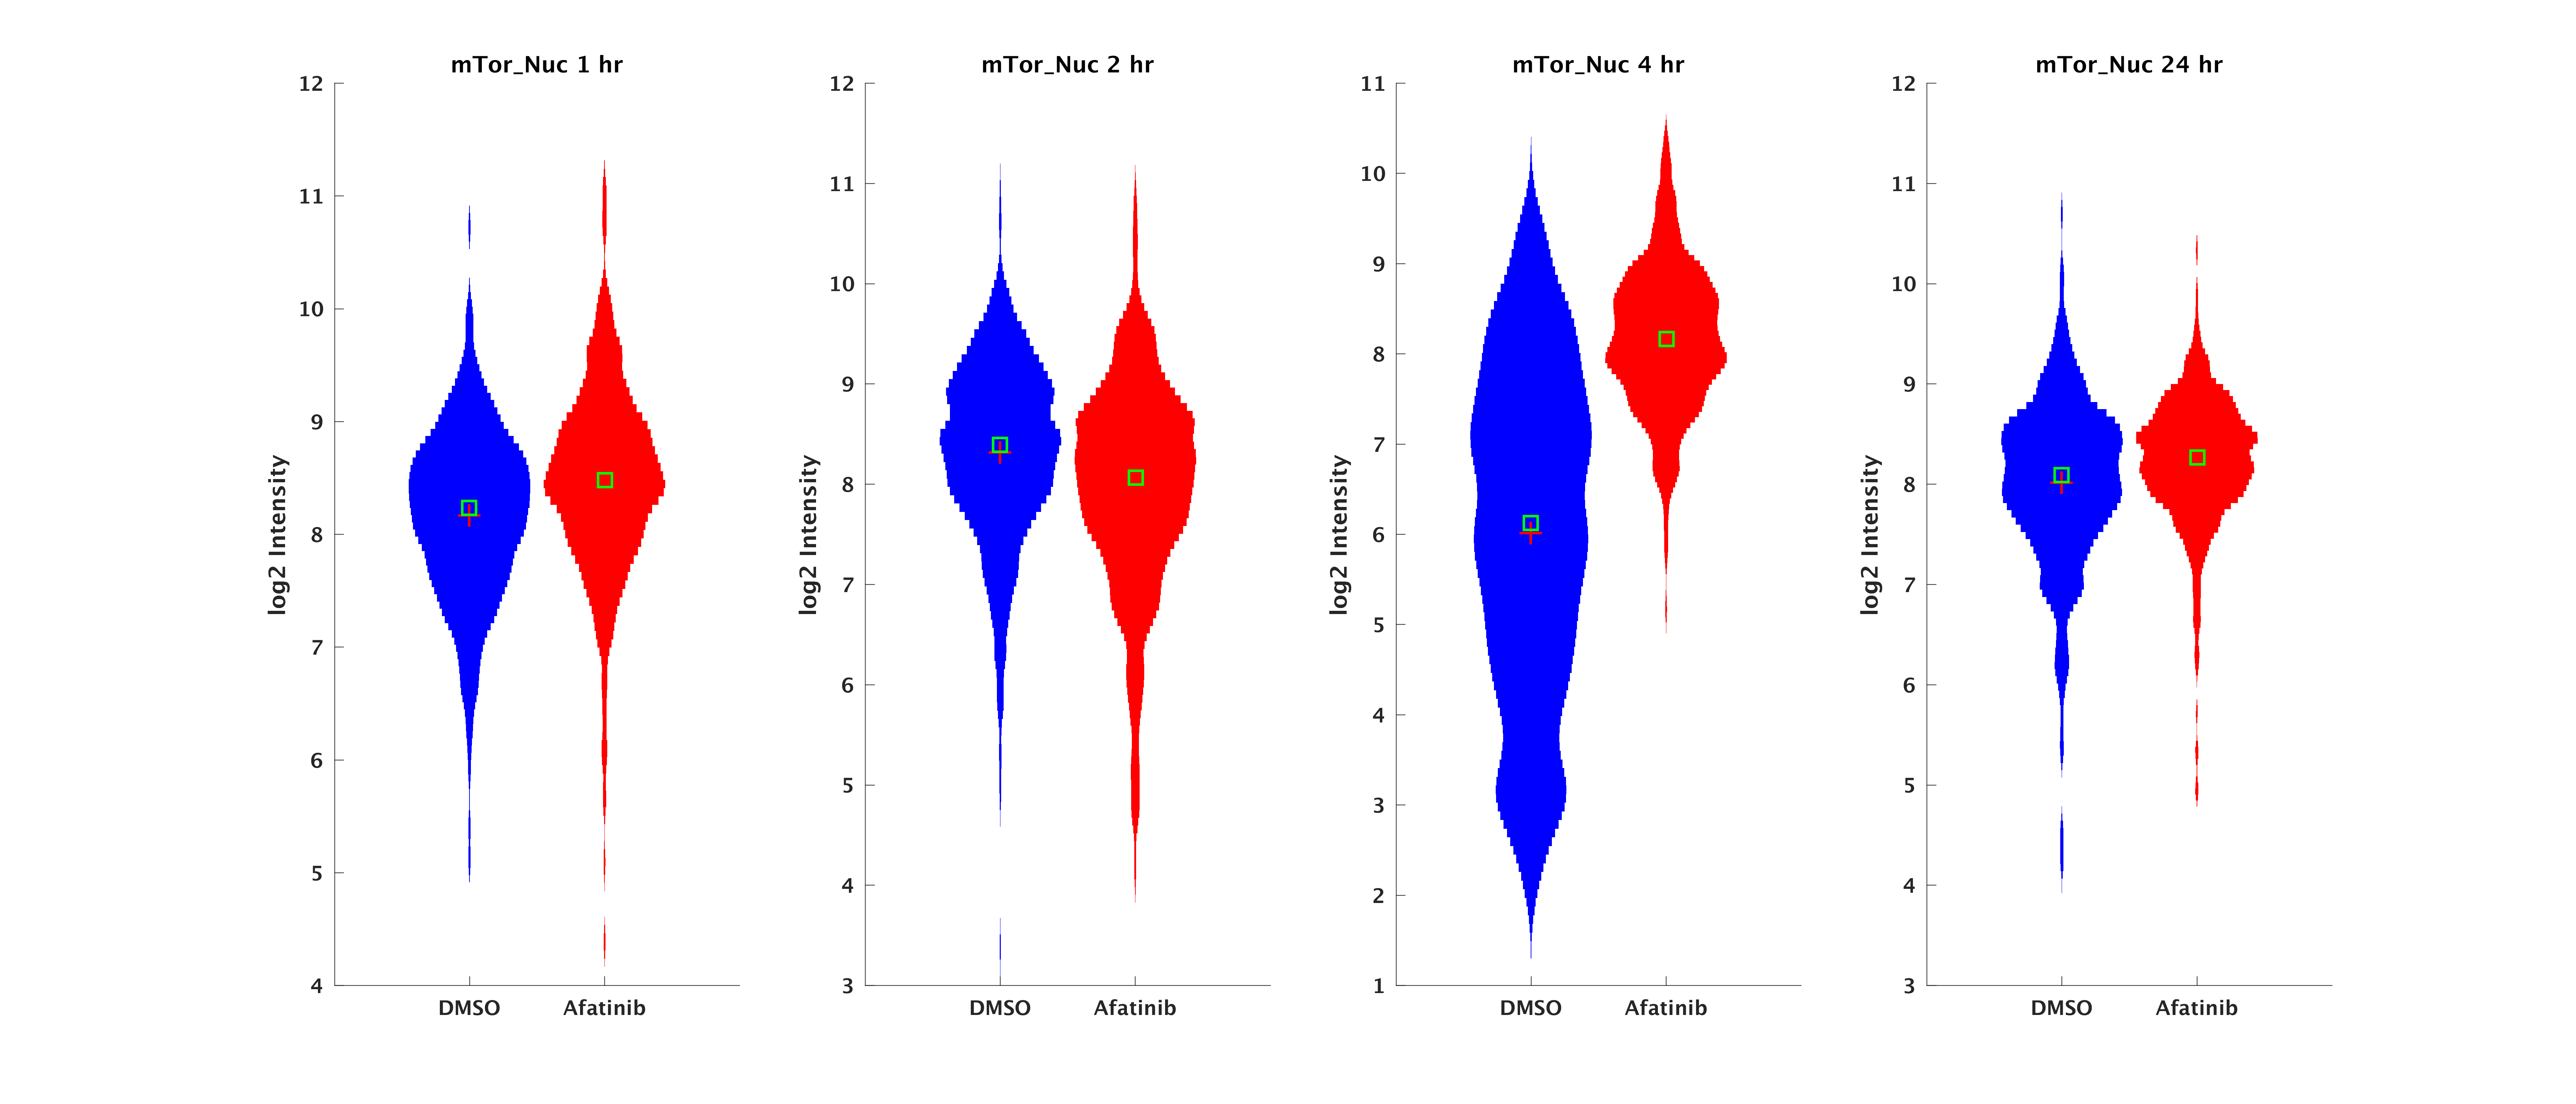 mTor_Nuc 1 hr
12
11
10
9
8
7
6
5
4
log2 Intensity
DMSO
Afatinib
mTor_Nuc 2 hr
12
11
10
9
8
7
6
5
4
3
log2 Intensity
DMSO
Afatinib
mTor_Nuc 4 hr
11
10
9
8
7
6
5
4
3
2
1
log2 Intensity
DMSO
Afatinib
mTor_Nuc 24 hr
12
11
10
9
8
7
6
5
4
3
log2 Intensity
DMSO
Afatinib